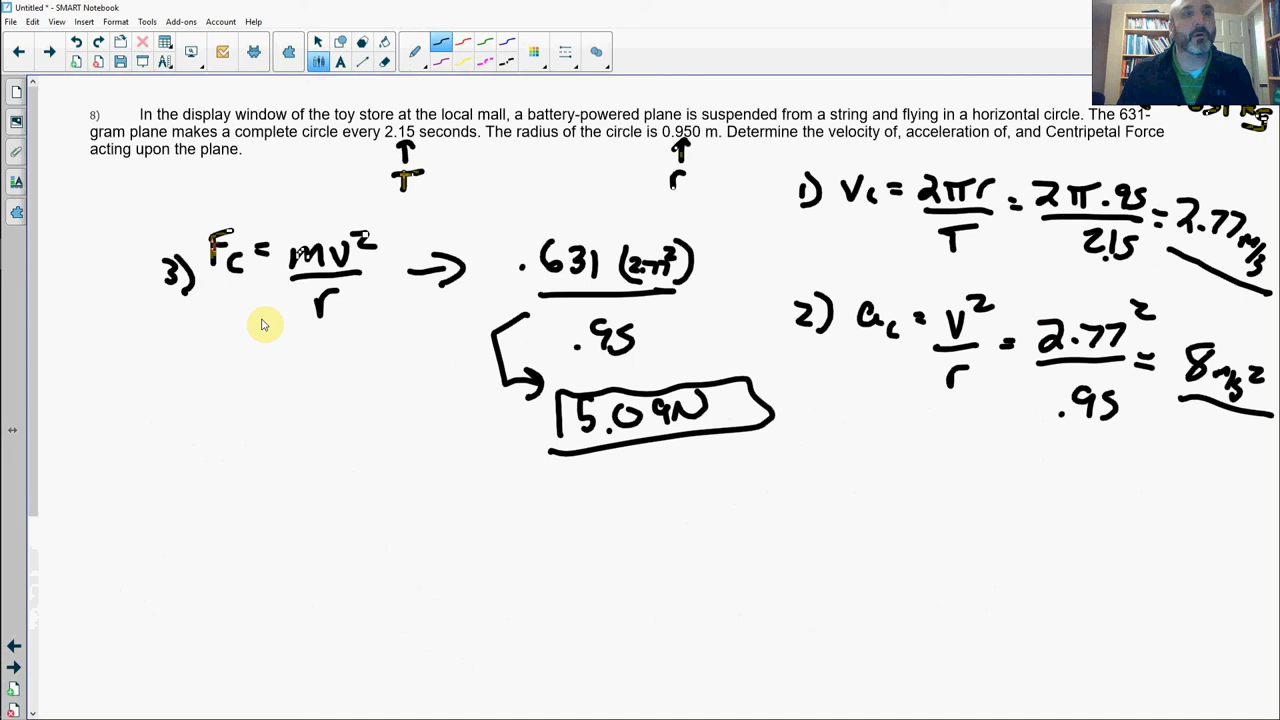 Untitled * - SMART Notebook
File Edit View Insert Format Tools Add-ons Account Help
8) In the display window of the toy store at the local mall, a battery-powered plane is suspended from a string and flying in a horizontal circle. The 631-
gram plane makes a complete circle every 2.15 seconds. The radius of the circle is 0.950 m. Determine the velocity of, acceleration of, and Centripetal Force
acting upon the plane.
T
r
1) Vc = 2πr / T = 2π.95 / 2.15 = 2.77 m/s
2) ac = v² / r = 2.77² / .95 = 8 m/s²
3) Fc = mv² / r → .631 (2.77²) / .95
5.09N